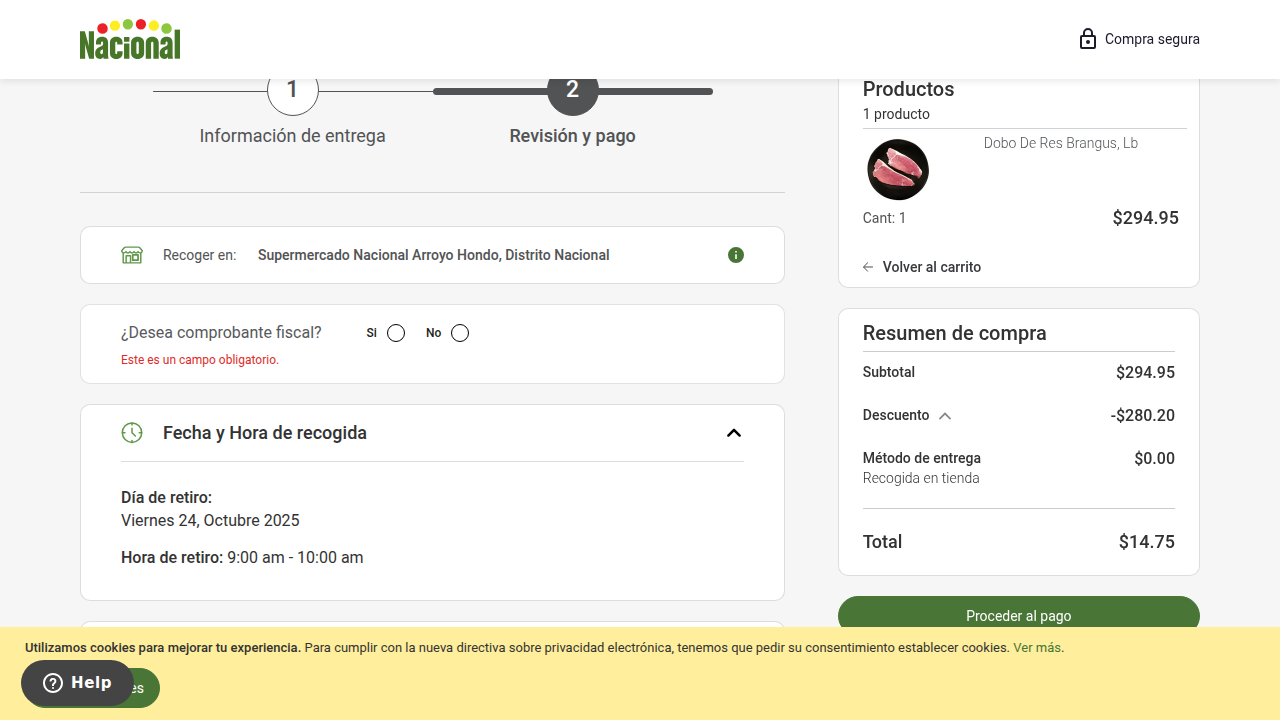 Nacional
Compra segura
1
2
Información de entrega
Revisión y pago
Recoger en: Supermercado Nacional Arroyo Hondo, Distrito Nacional
¿Desea comprobante fiscal? Si No
Este es un campo obligatorio.
Fecha y Hora de recogida
Día de retiro:
Viernes 24, Octubre 2025
Hora de retiro: 9:00 am - 10:00 am
Productos
1 producto
Dobo De Res Brangus, Lb
Cant: 1 $294.95
Volver al carrito
Resumen de compra
Subtotal $294.95
Descuento -$280.20
Método de entrega $0.00
Recogida en tienda
Total $14.75
Proceder al pago
Utilizamos cookies para mejorar tu experiencia. Para cumplir con la nueva directiva sobre privacidad electrónica, tenemos que pedir su consentimiento establecer cookies. Ver más.
Help
es